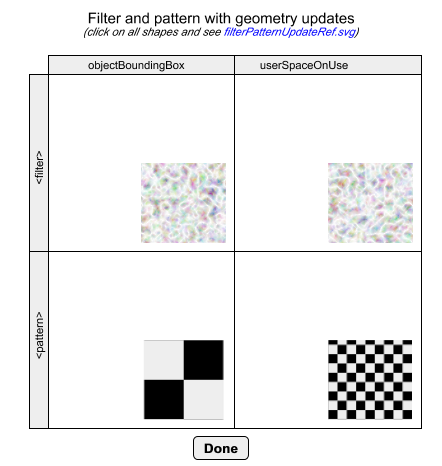 Filter and pattern with geometry updates
(click on all shapes and see filterPatternUpdateRef.svg)
objectBoundingBox userSpaceOnUse
<filter>
<pattern>
Done